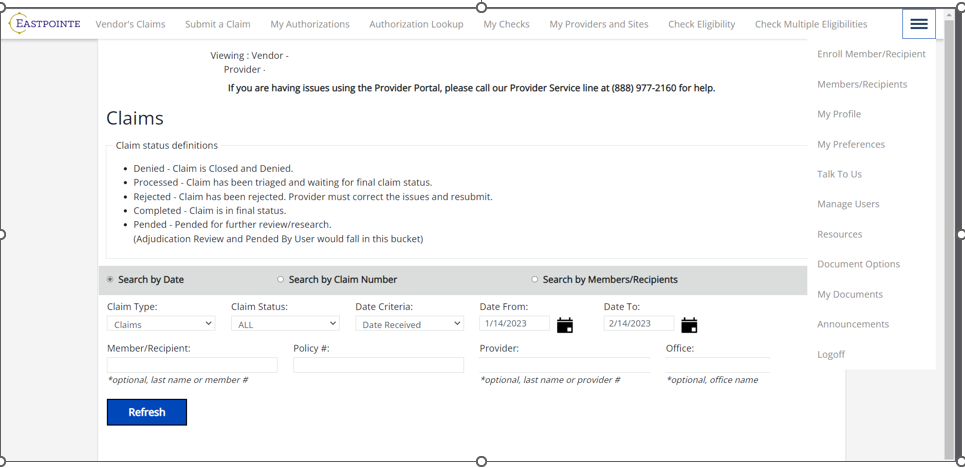 EASTPOINTE Vendor's Claims Submit a Claim My Authorizations Authorization Lookup My Checks My Providers and Sites Check Eligibility Check Multiple Eligibilities
Enroll Member/Recipient
Members/Recipients
My Profile
My Preferences
Talk To Us
Manage Users
Resources
Document Options
My Documents
Announcements
Logoff
Viewing : Vendor -
Provider -
If you are having issues using the Provider Portal, please call our Provider Service line at (888) 977-2160 for help.
Claims
Claim status definitions
• Denied - Claim is Closed and Denied.
• Processed - Claim has been triaged and waiting for final claim status.
• Rejected - Claim has been rejected. Provider must correct the issues and resubmit.
• Completed - Claim is in final status.
• Pended - Pended for further review/research.
(Adjudication Review and Pended By User would fall in this bucket)
Search by Date Search by Claim Number Search by Members/Recipients
Claim Type: Claim Status: Date Criteria: Date From: Date To:
Claims ALL Date Received 1/14/2023 2/14/2023
Member/Recipient: Policy #: Provider: Office:
*optional, last name or member # *optional, last name or provider # *optional, office name
Refresh